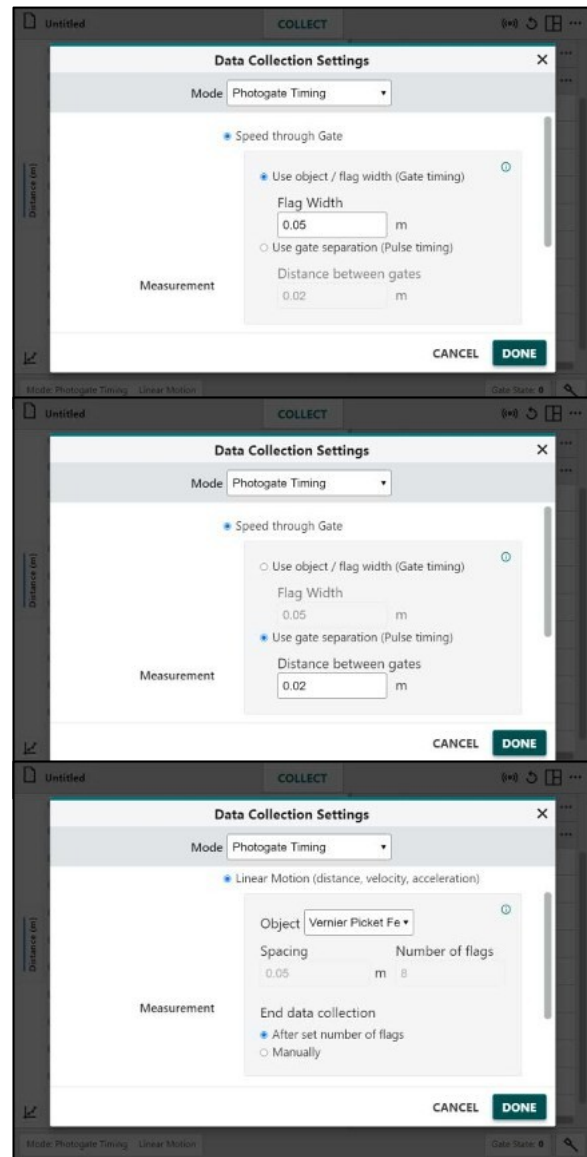 Untitled COLLECT
Data Collection Settings
Mode Photogate Timing
Speed through Gate
Use object / flag width (Gate timing)
Flag Width
0.05 m
Use gate separation (Pulse timing)
Distance between gates
Measurement
0.02 m
Distance (m)
CANCEL DONE
Mode: Photogate Timing Linear Motion Gate State: 0
Untitled COLLECT
Data Collection Settings
Mode Photogate Timing
Speed through Gate
Use object / flag width (Gate timing)
Flag Width
0.05 m
Use gate separation (Pulse timing)
Distance between gates
Measurement
0.02 m
Distance (m)
CANCEL DONE
Untitled COLLECT
Data Collection Settings
Mode Photogate Timing
Linear Motion (distance, velocity, acceleration)
Object Vernier Picket Fe
Spacing Number of flags
0.05 m 8
Measurement
End data collection
After set number of flags
Manually
Distance (m)
CANCEL DONE
Mode: Photogate Timing Linear Motion Gate State: 0